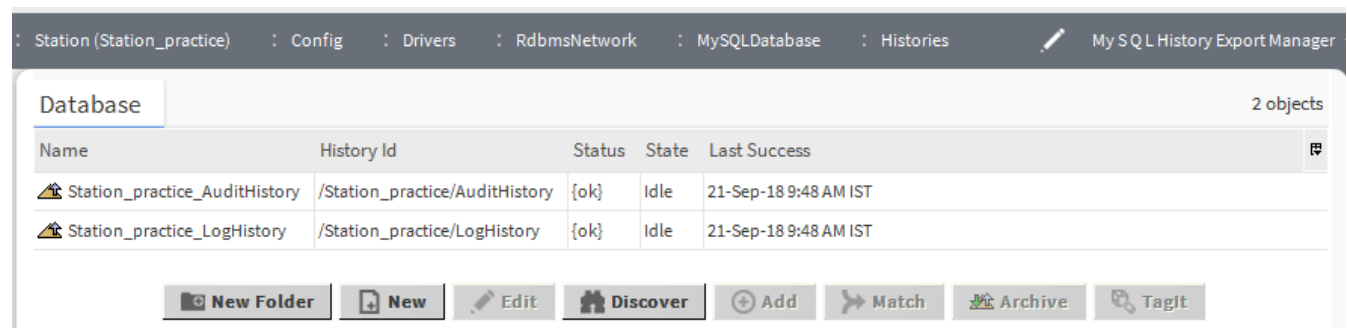 : Station (Station_practice) : Config : Drivers : RdbmsNetwork : MySQLDatabase : Histories My S Q L History Export Manager
Database 2 objects
Name History Id Status State Last Success
Station_practice_AuditHistory /Station_practice/AuditHistory {ok} Idle 21-Sep-18 9:48 AM IST
Station_practice_LogHistory /Station_practice/LogHistory {ok} Idle 21-Sep-18 9:48 AM IST
New Folder New Edit Discover Add Match Archive TagIt